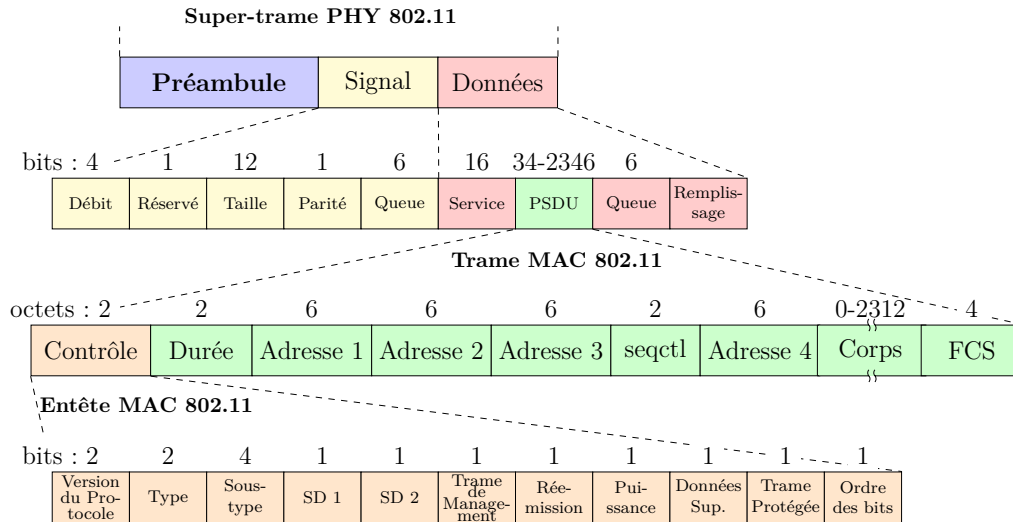 Super-trame PHY 802.11
Préambule Signal Données
bits : 4 1 12 1 6 16 34-2346 6
Débit Réservé Taille Parité Queue Service PSDU Queue Remplis-
sage
Trame MAC 802.11
octets : 2 2 6 6 6 2 6 0-2312 4
Contrôle Durée Adresse 1 Adresse 2 Adresse 3 seqctl Adresse 4 Corps FCS
Entête MAC 802.11
bits : 2 2 4 1 1 1 1 1 1 1 1
Version
du Pro-
tocole
Type
Sous-
type
SD 1
SD 2
Trame
de
Manage-
ment
Rée-
mission
Pui-
ssance
Données
Sup.
Trame
Protégée
Ordre
des bits